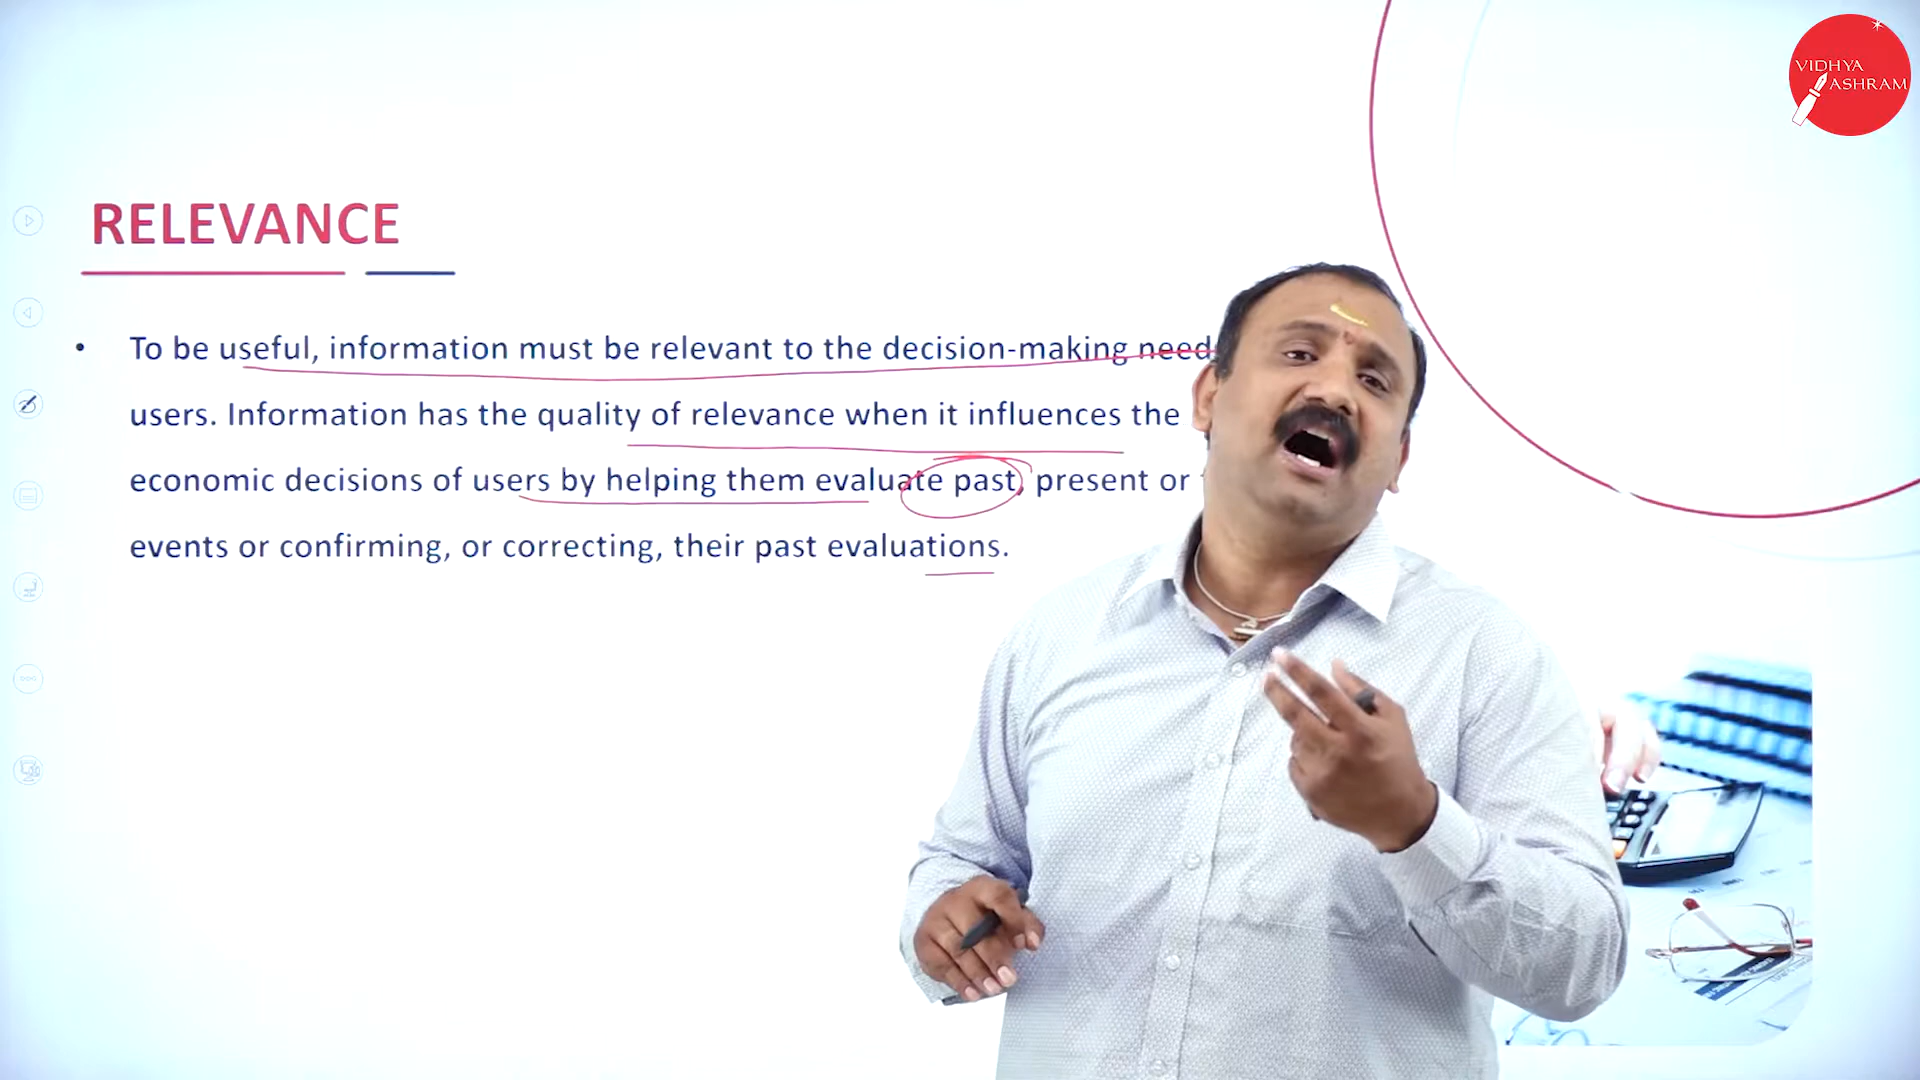 VIDHYA
ASHRAM
RELEVANCE
• To be useful, information must be relevant to the decision-making
users. Information has the quality of relevance when it influences the
economic decisions of users by helping them evaluate past, present or
events or confirming, or correcting, their past evaluations.